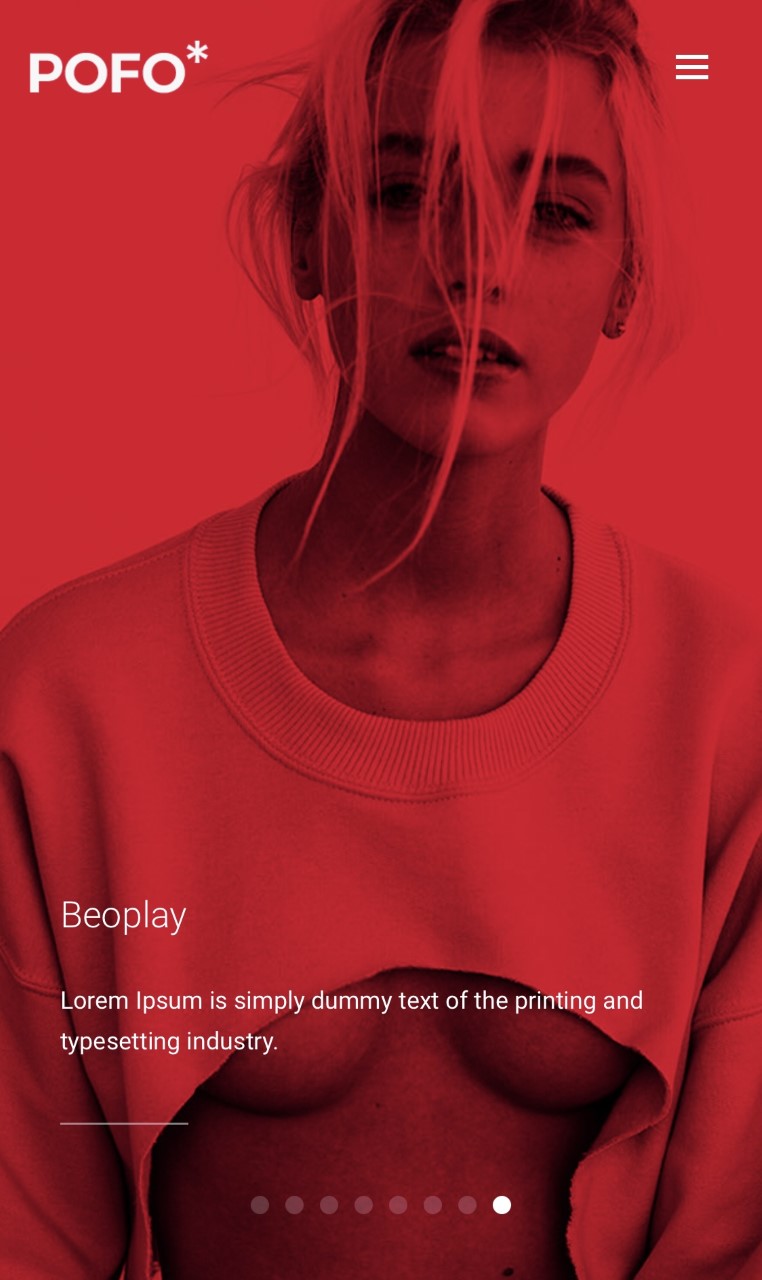 POFO*
Beoplay
Lorem Ipsum is simply dummy text of the printing and
typesetting industry.